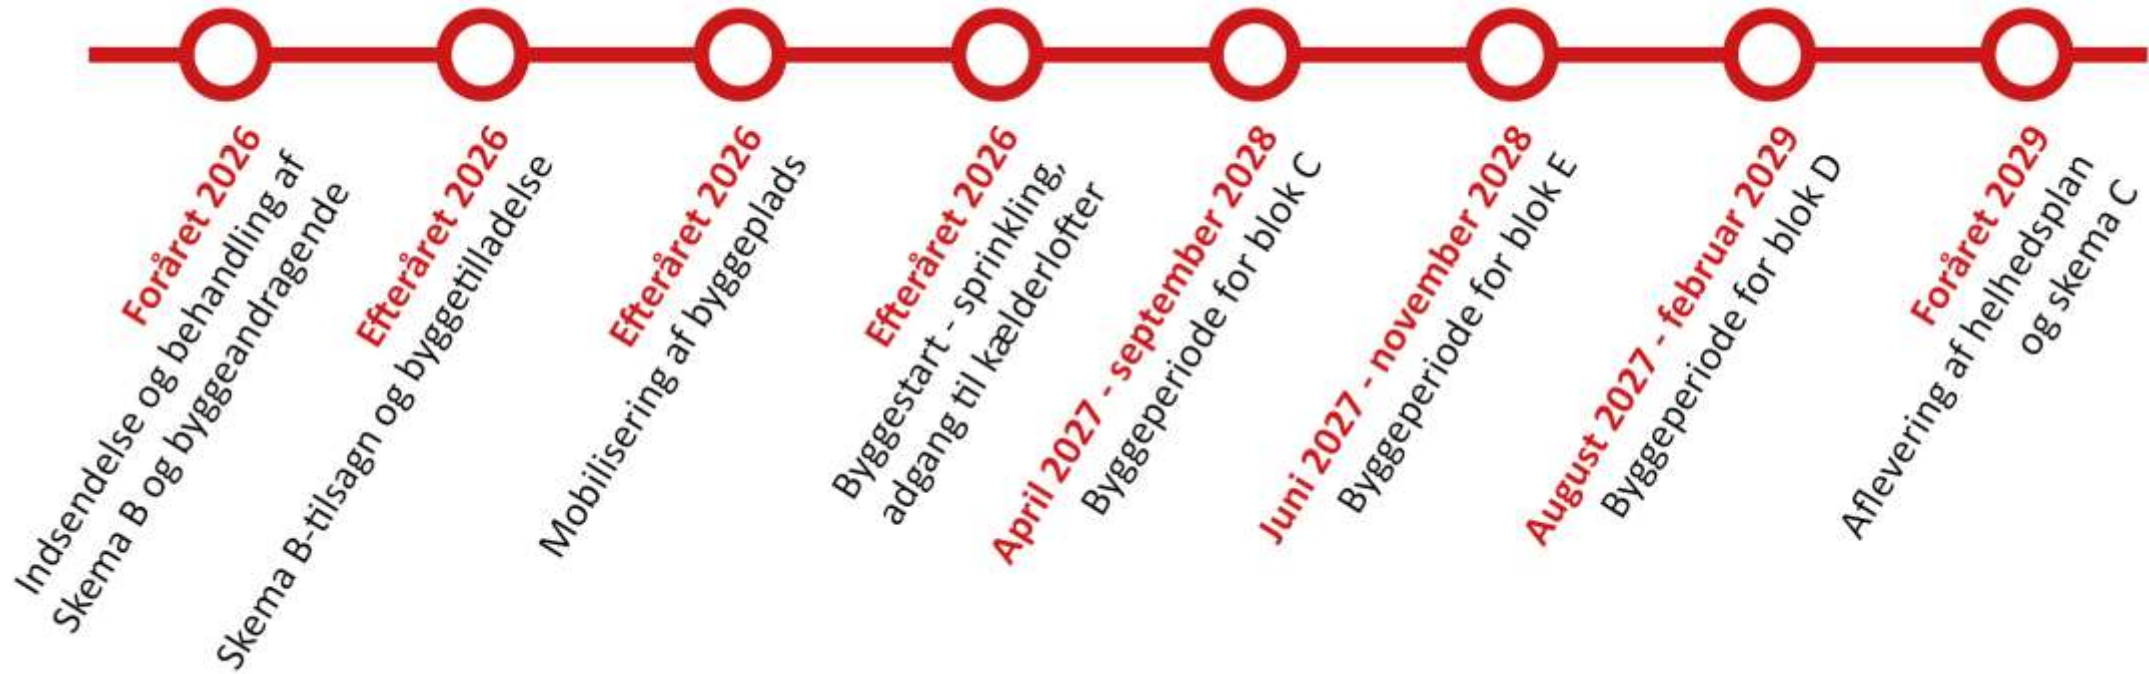 Foråret 2026
Indsendelse og behandling af
Skema B og byggeandragende
Efteråret 2026
Skema B-tilsagn og byggetilladelse
Efteråret 2026
Mobilisering af byggeplads
Efteråret 2026
Byggestart - sprinkling,
adgang til kælderlofter
April 2027 - september 2028
Byggeperiode for blok C
Juni 2027 - november 2028
Byggeperiode for blok E
August 2027 - februar 2029
Byggeperiode for blok D
Foråret 2029
Aflevering af helhedsplan
og skema C